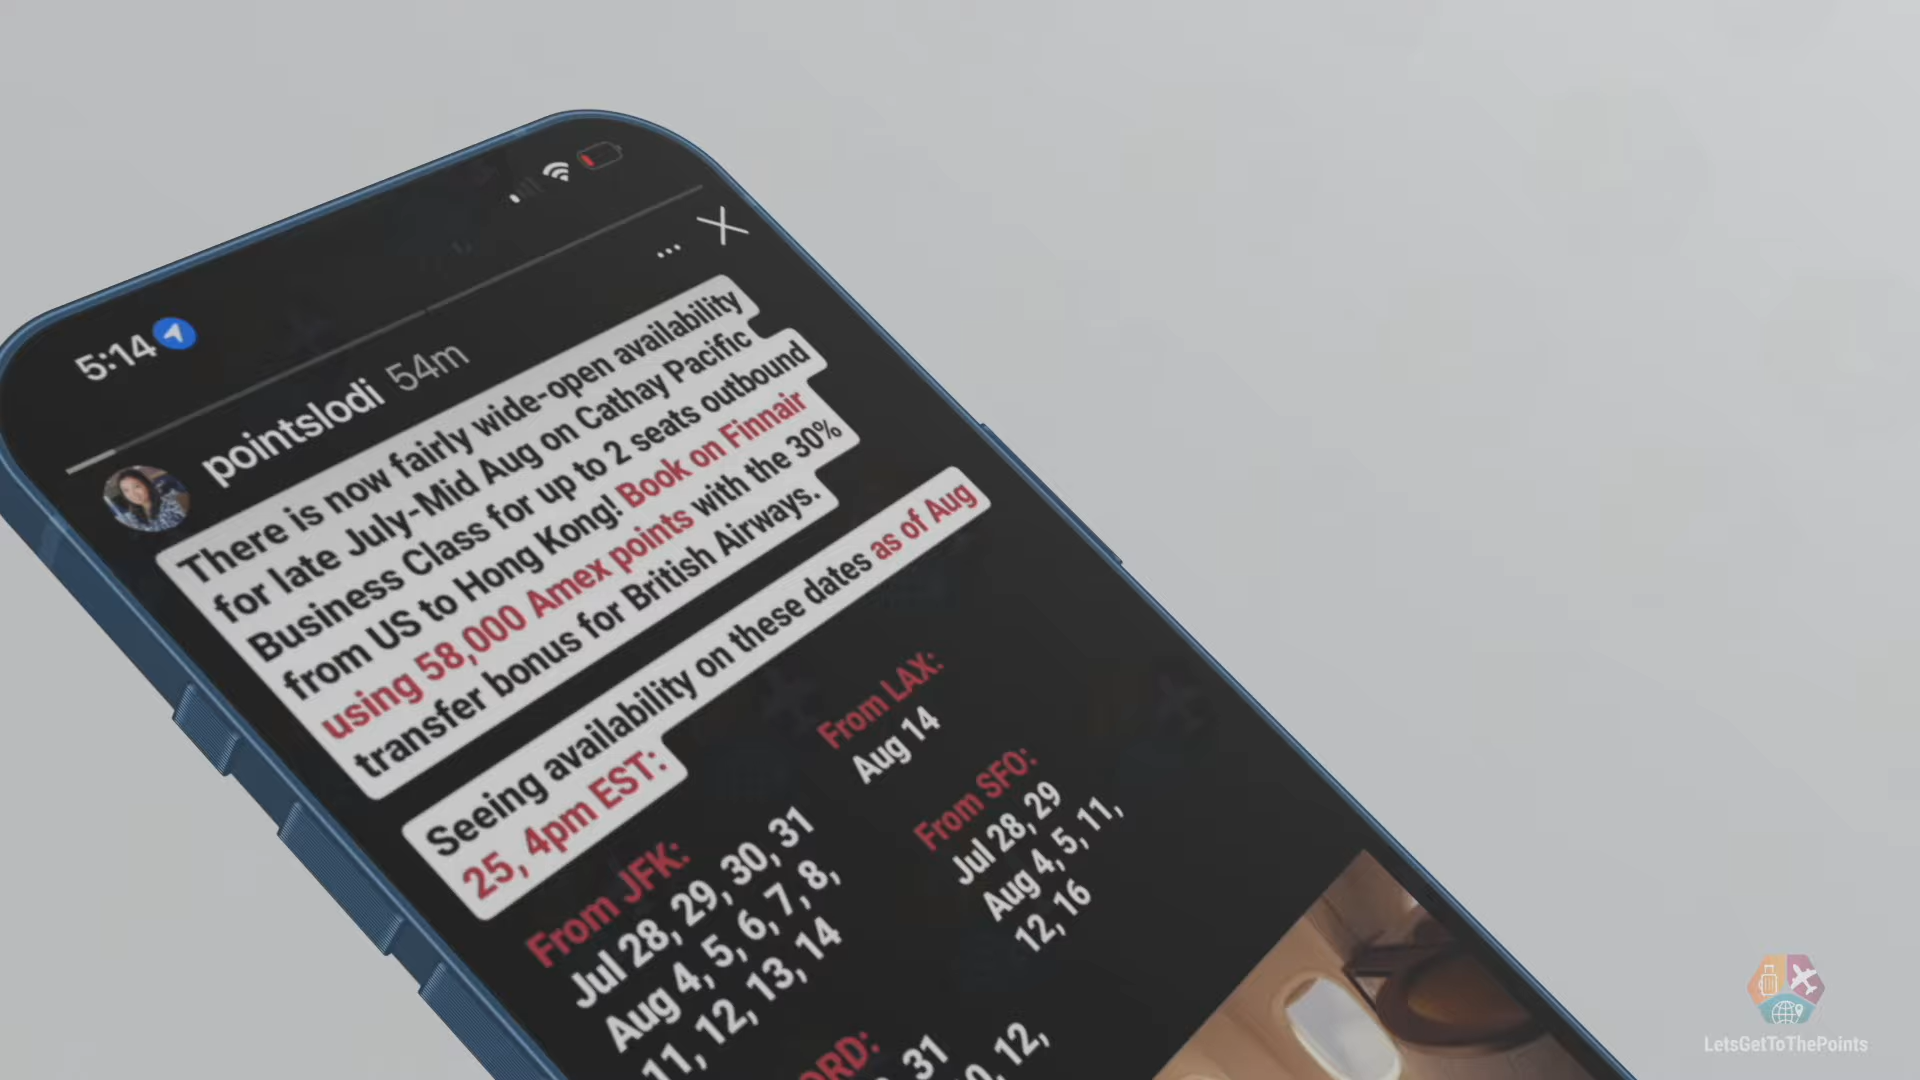 5:14
pointslodi 54m
There is now fairly wide-open availability
for late July-Mid Aug on Cathay Pacific
Business Class for up to 2 seats outbound
from US to Hong Kong! Book on Finnair
using 58,000 Amex points with the 30%
transfer bonus for British Airways.
Seeing availability on these dates as of Aug
25, 4pm EST:
From JFK:
Jul 28, 29, 30, 31
Aug 4, 5, 6, 7, 8,
11, 12, 13, 14
From LAX:
Aug 14
From SFO:
Jul 28, 29
Aug 4, 5, 11,
12, 16
ORD:
31
12,
LetsGetToThePoints